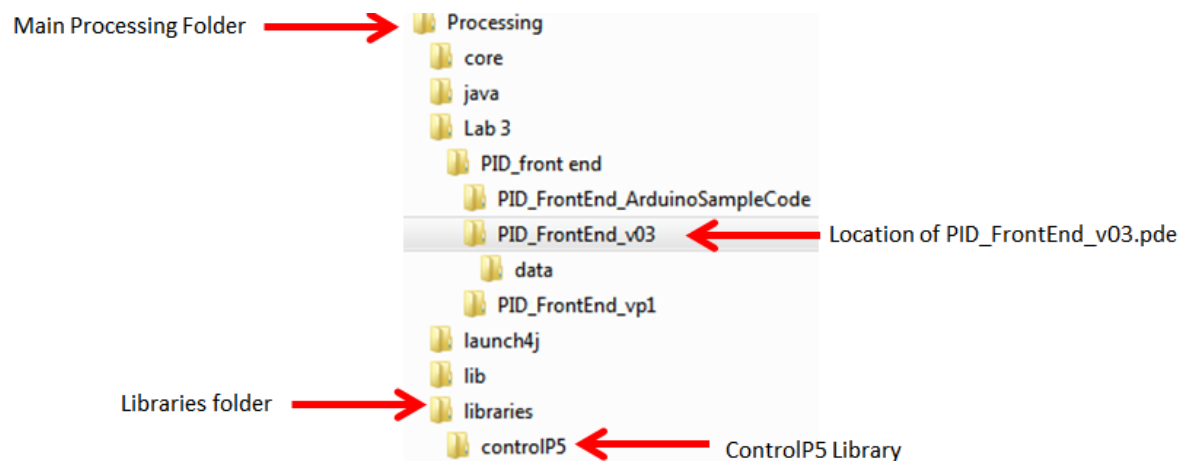 Main Processing Folder
Processing
core
java
Lab 3
PID_front end
PID_FrontEnd_ArduinoSampleCode
PID_FrontEnd_v03
Location of PID_FrontEnd_v03.pde
data
PID_FrontEnd_vp1
launch4j
lib
Libraries folder
libraries
controlP5
ControlP5 Library